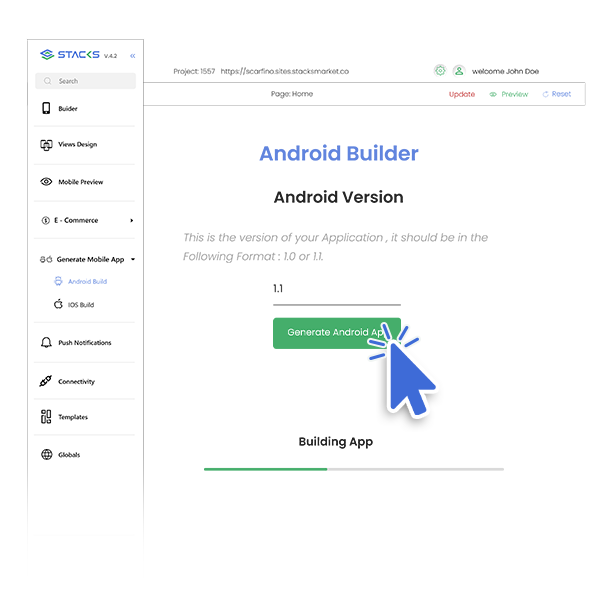 STACKS V.4.2 «
Search
Buider
Views Design
Mobile Preview
E - Commerce
Generate Mobile App
Android Build
IOS Build
Push Notifications
Connectivity
Templates
Globals
Project: 1557 https://scarfino.sites.stacksmarket.co
welcome John Doe
Page: Home
Update
Preview
Reset
Android Builder
Android Version
This is the version of your Application , it should be in the
Following Format : 1.0 or 1.1.
1.1
Generate Android
Building App